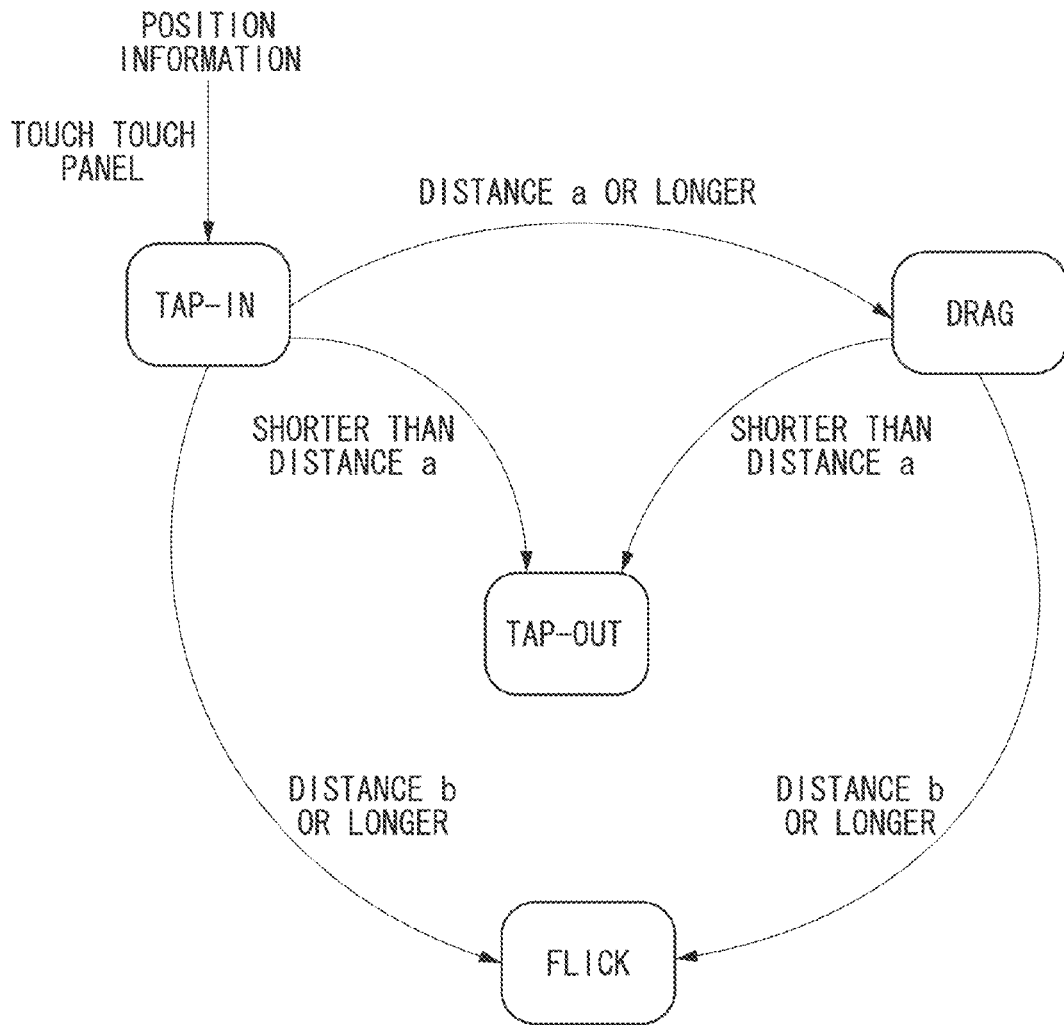 POSITION
INFORMATION
TOUCH TOUCH
PANEL
DISTANCE a OR LONGER
TAP-IN
DRAG
SHORTER THAN
DISTANCE a
SHORTER THAN
DISTANCE a
TAP-OUT
DISTANCE b
OR LONGER
DISTANCE b
OR LONGER
FLICK